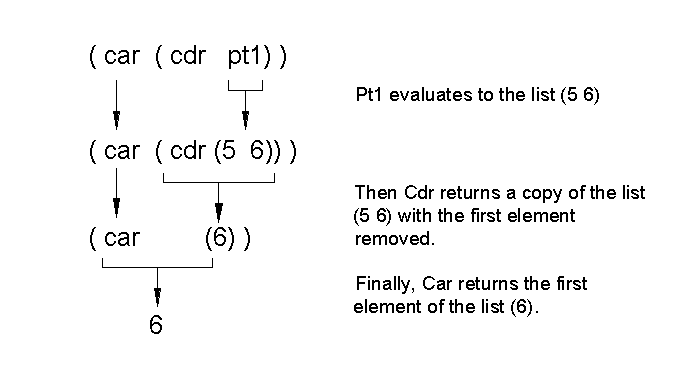 ( car ( cdr pt1) )
Pt1 evaluates to the list (5 6)
( car ( cdr (5 6)) )
Then Cdr returns a copy of the list
(5 6) with the first element
removed.
( car (6) )
Finally, Car returns the first
element of the list (6).
6